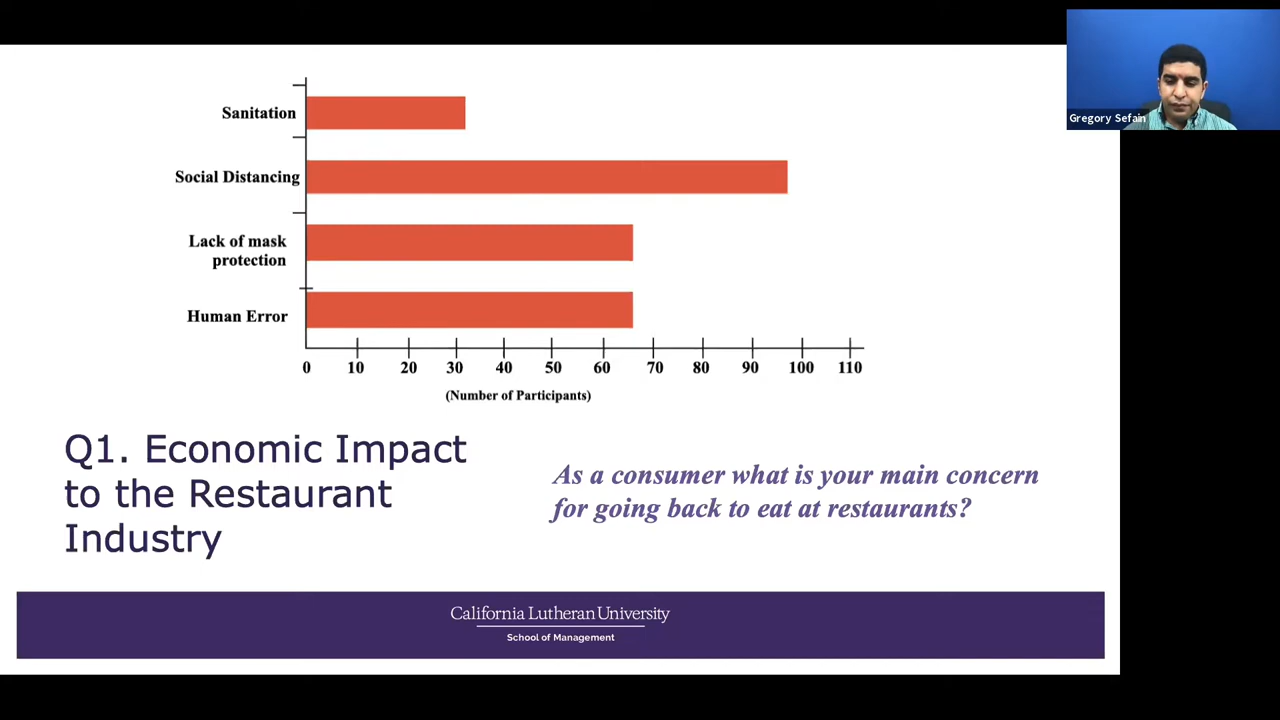 Sanitation
Social Distancing
Lack of mask
protection
Human Error
0 10 20 30 40 50 60 70 80 90 100 110
(Number of Participants)
Q1. Economic Impact
to the Restaurant
Industry
As a consumer what is your main concern
for going back to eat at restaurants?
California Lutheran University
School of Management
Gregory Sefain